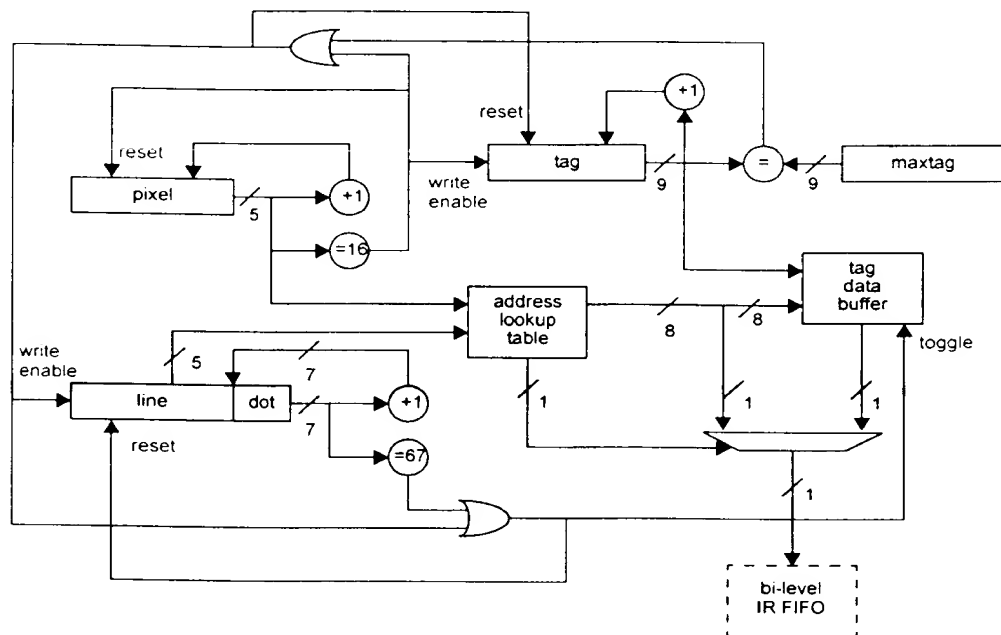 +1
reset
tag
9
=
9
maxtag
write
enable
reset
pixel
5
+1
=16
address
lookup
table
8
8
tag
data
buffer
toggle
write
enable
5
7
line
dot
7
+1
1
1
1
reset
=67
1
bi-level
IR FIFO